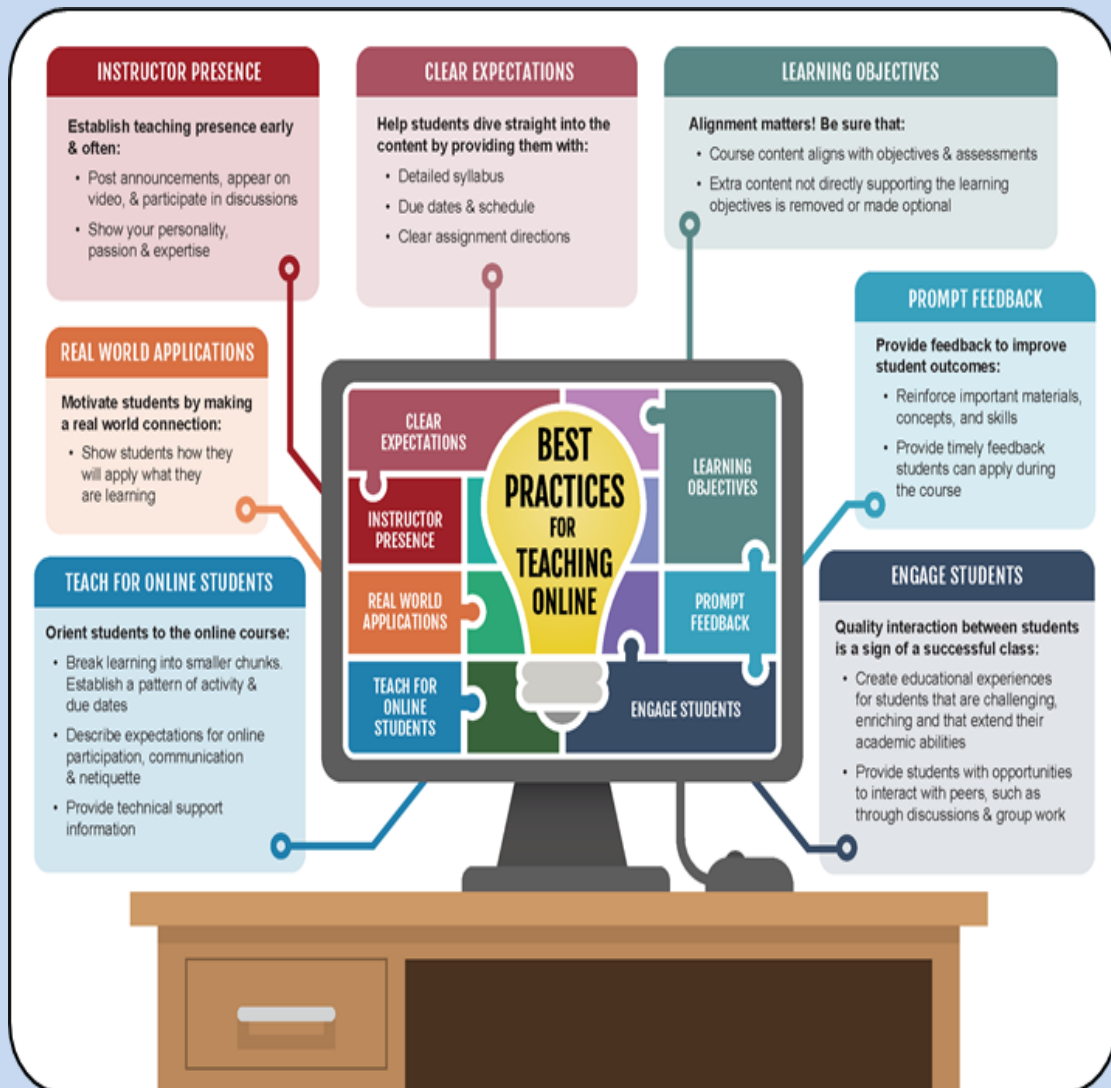 INSTRUCTOR PRESENCE
Establish teaching presence early
& often:
• Post announcements, appear on
video, & participate in discussions
• Show your personality,
passion & expertise
CLEAR EXPECTATIONS
Help students dive straight into the
content by providing them with:
• Detailed syllabus
• Due dates & schedule
• Clear assignment directions
LEARNING OBJECTIVES
Alignment matters! Be sure that:
• Course content aligns with objectives & assessments
• Extra content not directly supporting the learning
objectives is removed or made optional
REAL WORLD APPLICATIONS
Motivate students by making
a real world connection:
• Show students how they
will apply what they
are learning
PROMPT FEEDBACK
Provide feedback to improve
student outcomes:
• Reinforce important materials,
concepts, and skills
• Provide timely feedback
students can apply during
the course
TEACH FOR ONLINE STUDENTS
Orient students to the online course:
• Break learning into smaller chunks.
Establish a pattern of activity &
due dates
• Describe expectations for online
participation, communication
& netiquette
• Provide technical support
information
ENGAGE STUDENTS
Quality interaction between students
is a sign of a successful class:
• Create educational experiences
for students that are challenging,
enriching and that extend their
academic abilities
• Provide students with opportunities
to interact with peers, such as
through discussions & group work
CLEAR
EXPECTATIONS
INSTRUCTOR
PRESENCE
REAL WORLD
APPLICATIONS
TEACH FOR
ONLINE
STUDENTS
BEST
PRACTICES
FOR
TEACHING
ONLINE
LEARNING
OBJECTIVES
PROMPT
FEEDBACK
ENGAGE STUDENTS